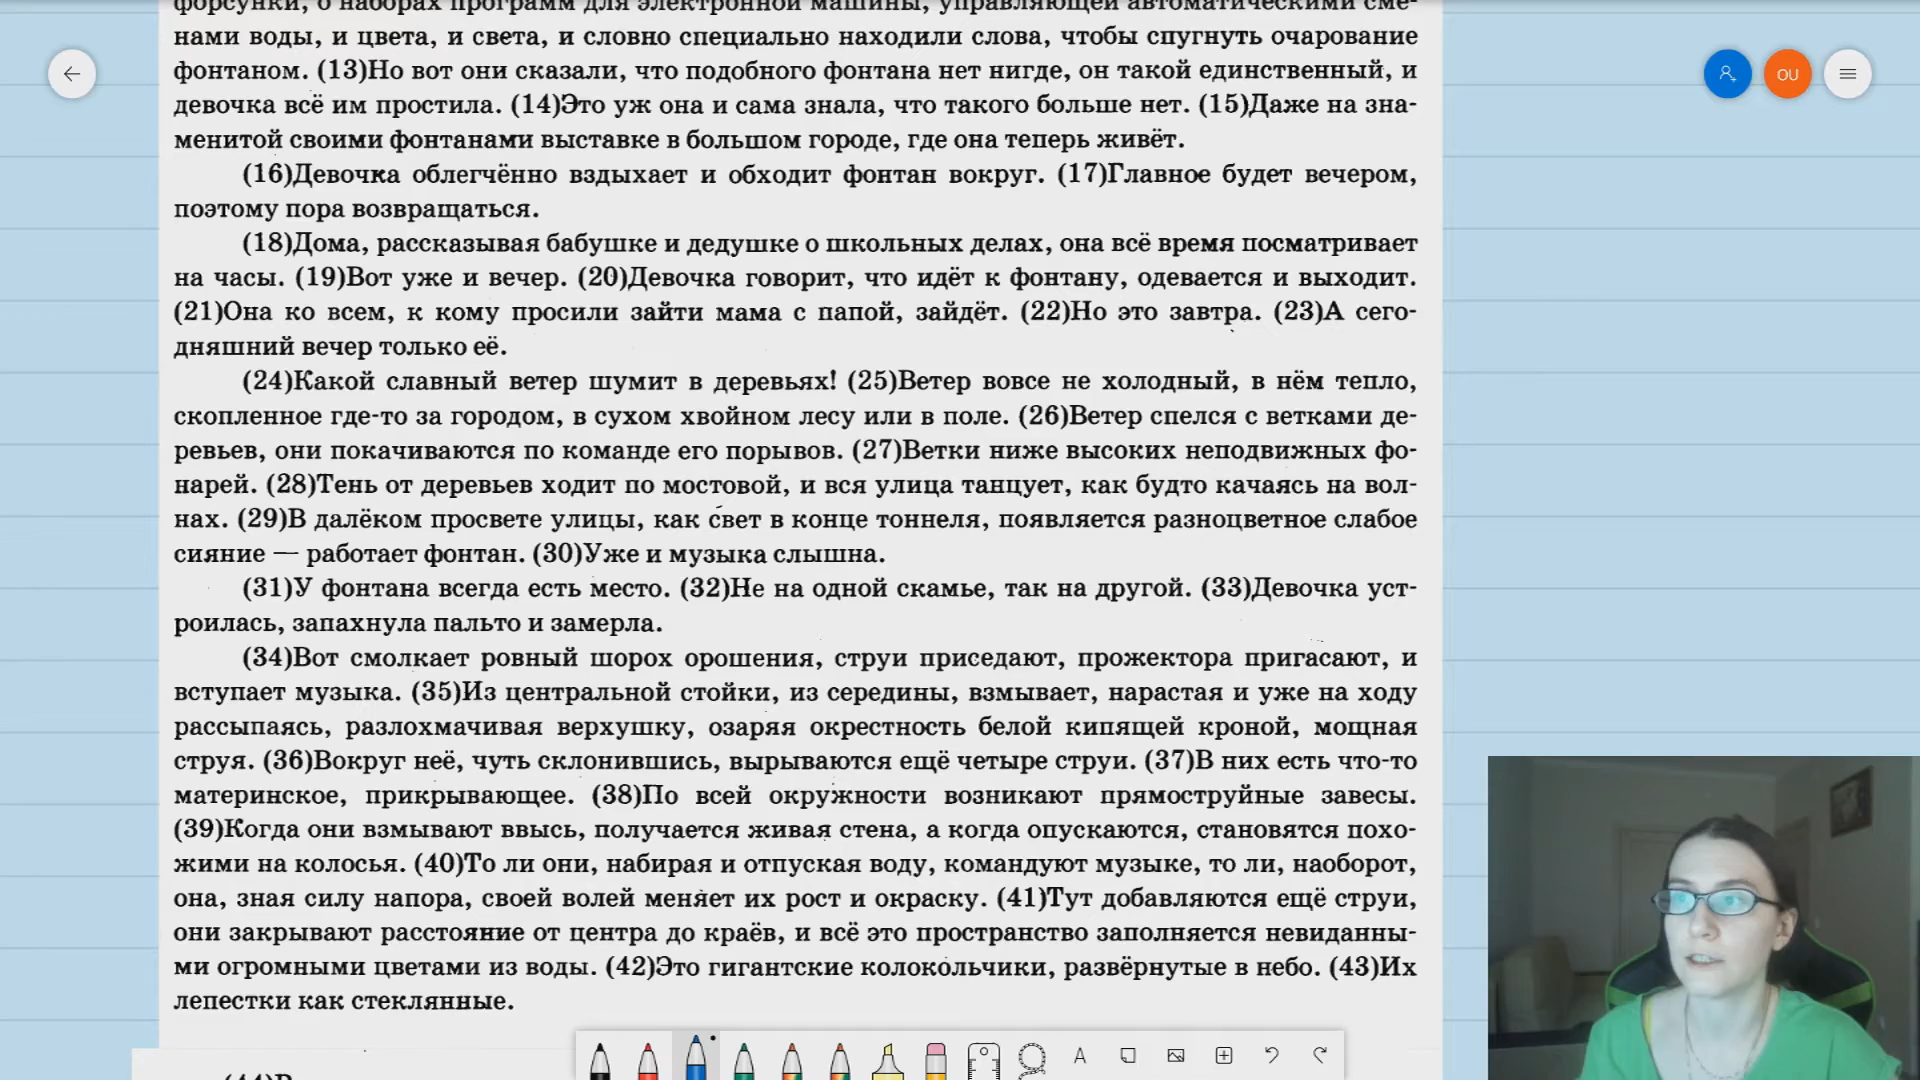 форсунки, о наборах программ для электронной машины, управляющей автоматическими сме-
нами воды, и цвета, и света, и словно специально находили слова, чтобы спугнуть очарование
фонтаном. (13)Но вот они сказали, что подобного фонтана нет нигде, он такой единственный, и
девочка всё им простила. (14)Это уж она и сама знала, что такого больше нет. (15)Даже на зна-
менитой своими фонтанами выставке в большом городе, где она теперь живёт.
(16)Девочка облегчённо вздыхает и обходит фонтан вокруг. (17)Главное будет вечером,
поэтому пора возвращаться.
(18)Дома, рассказывая бабушке и дедушке о школьных делах, она всё время посматривает
на часы. (19)Вот уже и вечер. (20)Девочка говорит, что идёт к фонтану, одевается и выходит.
(21)Она ко всем, к кому просили зайти мама с папой, зайдёт. (22)Но это завтра. (23)А сего-
дняшний вечер только её.
(24)Какой славный ветер шумит в деревьях! (25)Ветер вовсе не холодный, в нём тепло,
скопленное где-то за городом, в сухом хвойном лесу или в поле. (26)Ветер спелся с ветками де-
ревьев, они покачиваются по команде его порывов. (27)Ветки ниже высоких неподвижных фо-
нарей. (28)Тень от деревьев ходит по мостовой, и вся улица танцует, как будто качаясь на вол-
нах. (29)В далёком просвете улицы, как свет в конце тоннеля, появляется разноцветное слабое
сияние — работает фонтан. (30)Уже и музыка слышна.
(31)У фонтана всегда есть место. (32)Не на одной скамье, так на другой. (33)Девочка уст-
роилась, запахнула пальто и замерла.
(34)Вот смолкает ровный шорох орошения, струи приседают, прожектора пригасают, и
вступает музыка. (35)Из центральной стойки, из середины, взмывает, нарастая и уже на ходу
рассыпаясь, разлохмачивая верхушку, озаряя окрестность белой кипящей кроной, мощная
струя. (36)Вокруг неё, чуть склонившись, вырываются ещё четыре струи. (37)В них есть что-то
материнское, прикрывающее. (38)По всей окружности возникают прямоструйные завесы.
(39)Когда они взмывают ввысь, получается живая стена, а когда опускаются, становятся похо-
жими на колосья. (40)То ли они, набирая и отпуская воду, командуют музыке, то ли, наоборот,
она, зная силу напора, своей волей меняет их рост и окраску. (41)Тут добавляются ещё струи,
они закрывают расстояние от центра до краёв, и всё это пространство заполняется невиданны-
ми огромными цветами из воды. (42)Это гигантские колокольчики, развёрнутые в небо. (43)Их
лепестки как стеклянные.
OU
A